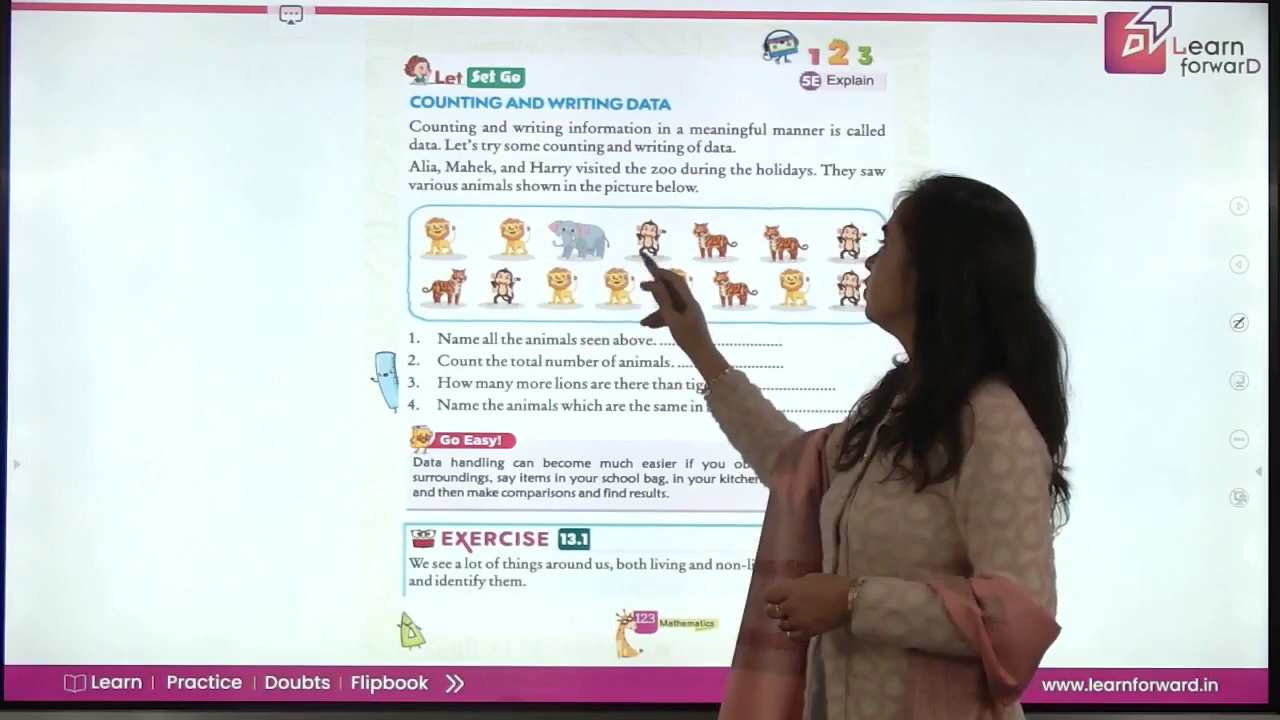 Learn
forwarD
1 2 3
Let Set Go
5E Explain
COUNTING AND WRITING DATA
Counting and writing information in a meaningful manner is called
data. Let's try some counting and writing of data.
Alia, Mahek, and Harry visited the zoo during the holidays. They saw
various animals shown in the picture below.
1. Name all the animals seen above.
2. Count the total number of animals.
3. How many more lions are there than
4. Name the animals which are the same in
Go Easy!
Data handling can become much easier if you
surroundings, say items in your school bag, in your
and then make comparisons and find results.
EXERCISE 13.1
We see a lot of things around us, both living and
and identify them.
123 Mathematics
Learn | Practice | Doubts | Flipbook
www.learnforward.in